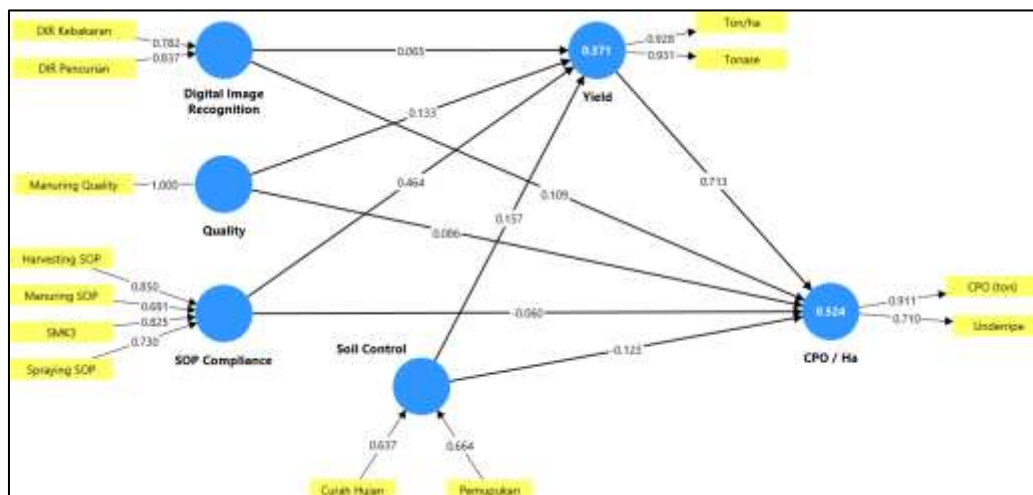 DIR Kebakaran
0.782
DIR Pencurian
0.837
Digital Image
Recognition
0.065
0.371
Yield
0.928
Ton/ha
0.931
Tonase
0.133
Manuring Quality
1.000
Quality
0.464
0.109
0.157
0.713
0.086
Harvesting SOP
0.850
Manuring SOP
0.691
SMK3
0.825
Spraying SOP
0.730
SOP Compliance
-0.060
Soil Control
-0.123
0.524
CPO / Ha
0.911
CPO (ton)
0.710
Underripe
0.637
0.664
Curah Hujan
Pemupukan